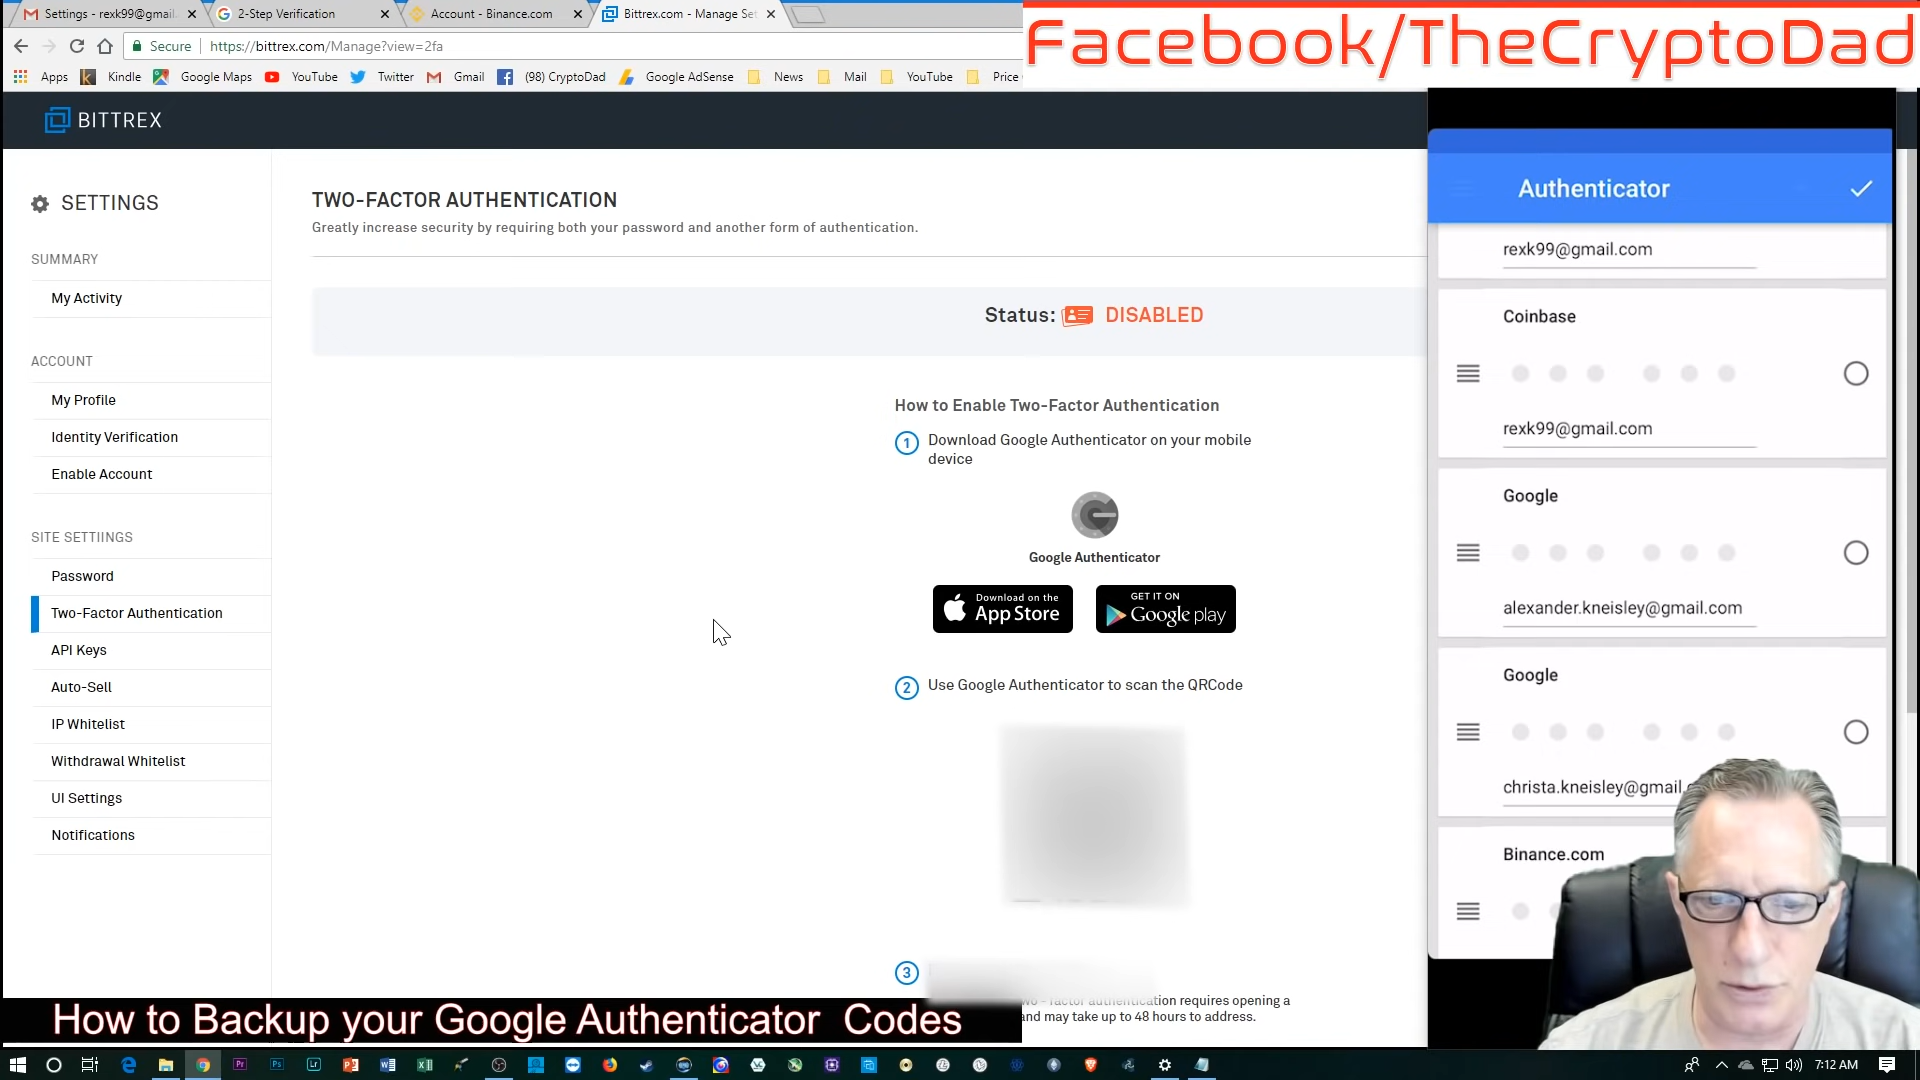 Settings - rexk99@gmail.
2-Step Verification
Account - Binance.com
Bittrex.com - Manage Set
Facebook/TheCryptoDad
Secure
https://bittrex.com/Manage?view=2fa
Apps
Kindle
Google Maps
YouTube
Twitter
Gmail
(98) CryptoDad
Google AdSense
News
Mail
YouTube
Price
BITTREX
SETTINGS
SUMMARY
My Activity
ACCOUNT
My Profile
Identity Verification
Enable Account
SITE SETTIINGS
Password
Two-Factor Authentication
API Keys
Auto-Sell
IP Whitelist
Withdrawal Whitelist
UI Settings
Notifications
TWO-FACTOR AUTHENTICATION
Greatly increase security by requiring both your password and another form of authentication.
Status: DISABLED
How to Enable Two-Factor Authentication
1 Download Google Authenticator on your mobile
device
Google Authenticator
Download on the
App Store
GET IT ON
Google play
2 Use Google Authenticator to scan the QRCode
3
factor authentication requires opening a
and may take up to 48 hours to address.
Authenticator
rexk99@gmail.com
Coinbase
rexk99@gmail.com
Google
alexander.kneisley@gmail.com
Google
christa.kneisley@gmail.
Binance.com
How to Backup your Google Authenticator Codes
7:12 AM